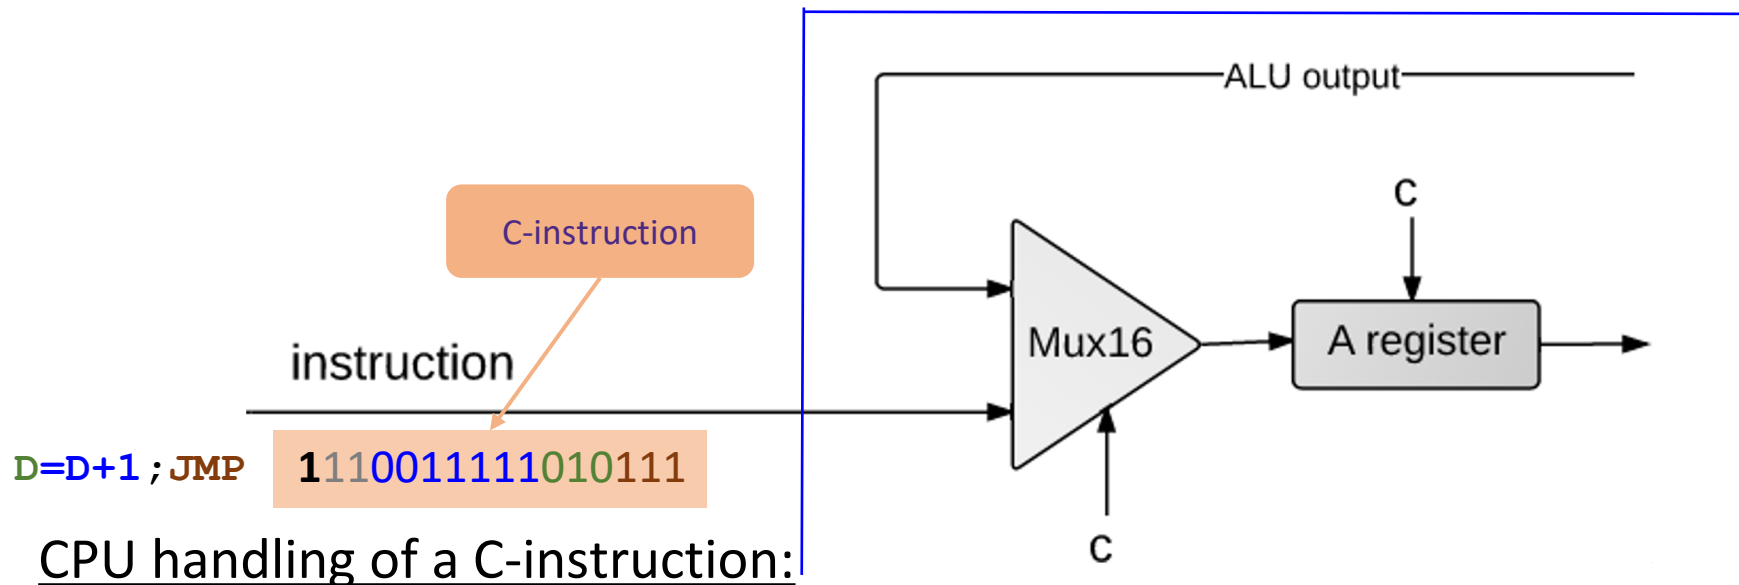 ALU output
c
C-instruction
Mux16
A register
instruction
D=D+1;JMP 1110011111010111
c
CPU handling of a C-instruction: